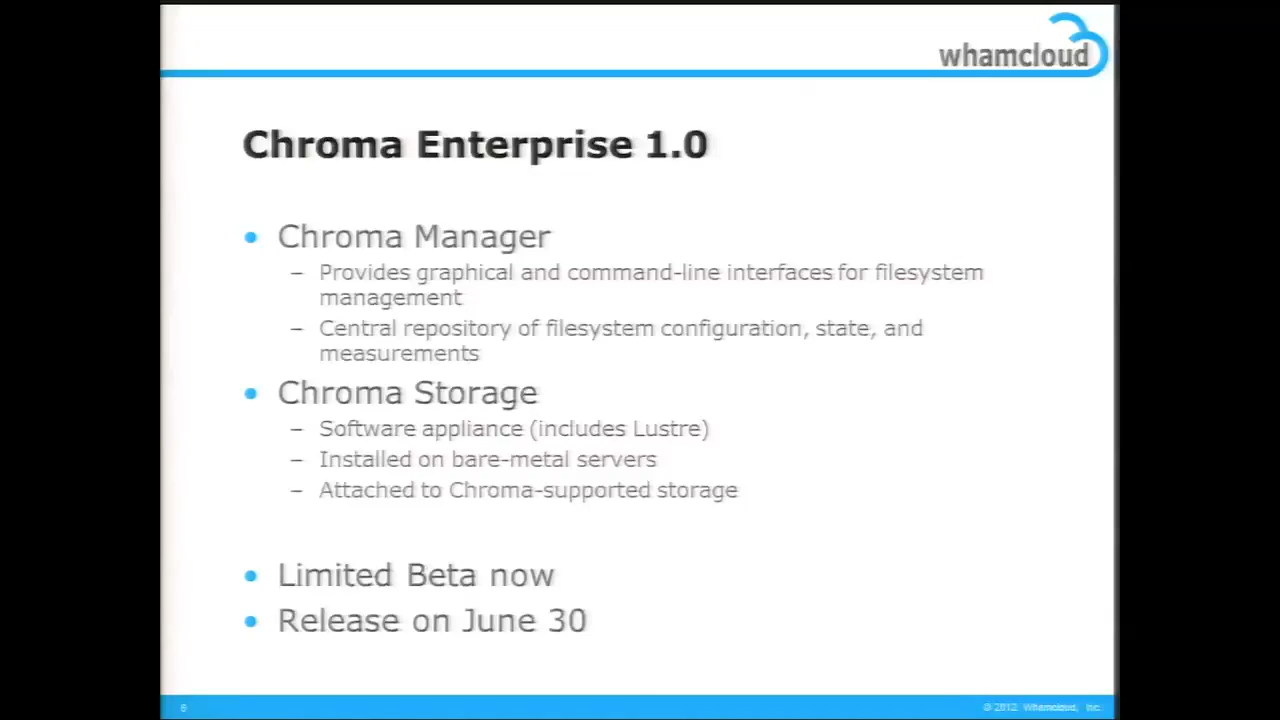 whamcloud
Chroma Enterprise 1.0
• Chroma Manager
– Provides graphical and command-line interfaces for filesystem
management
– Central repository of filesystem configuration, state, and
measurements
• Chroma Storage
– Software appliance (includes Lustre)
– Installed on bare-metal servers
– Attached to Chroma-supported storage
• Limited Beta now
• Release on June 30
6
© 2012 Whamcloud, Inc.